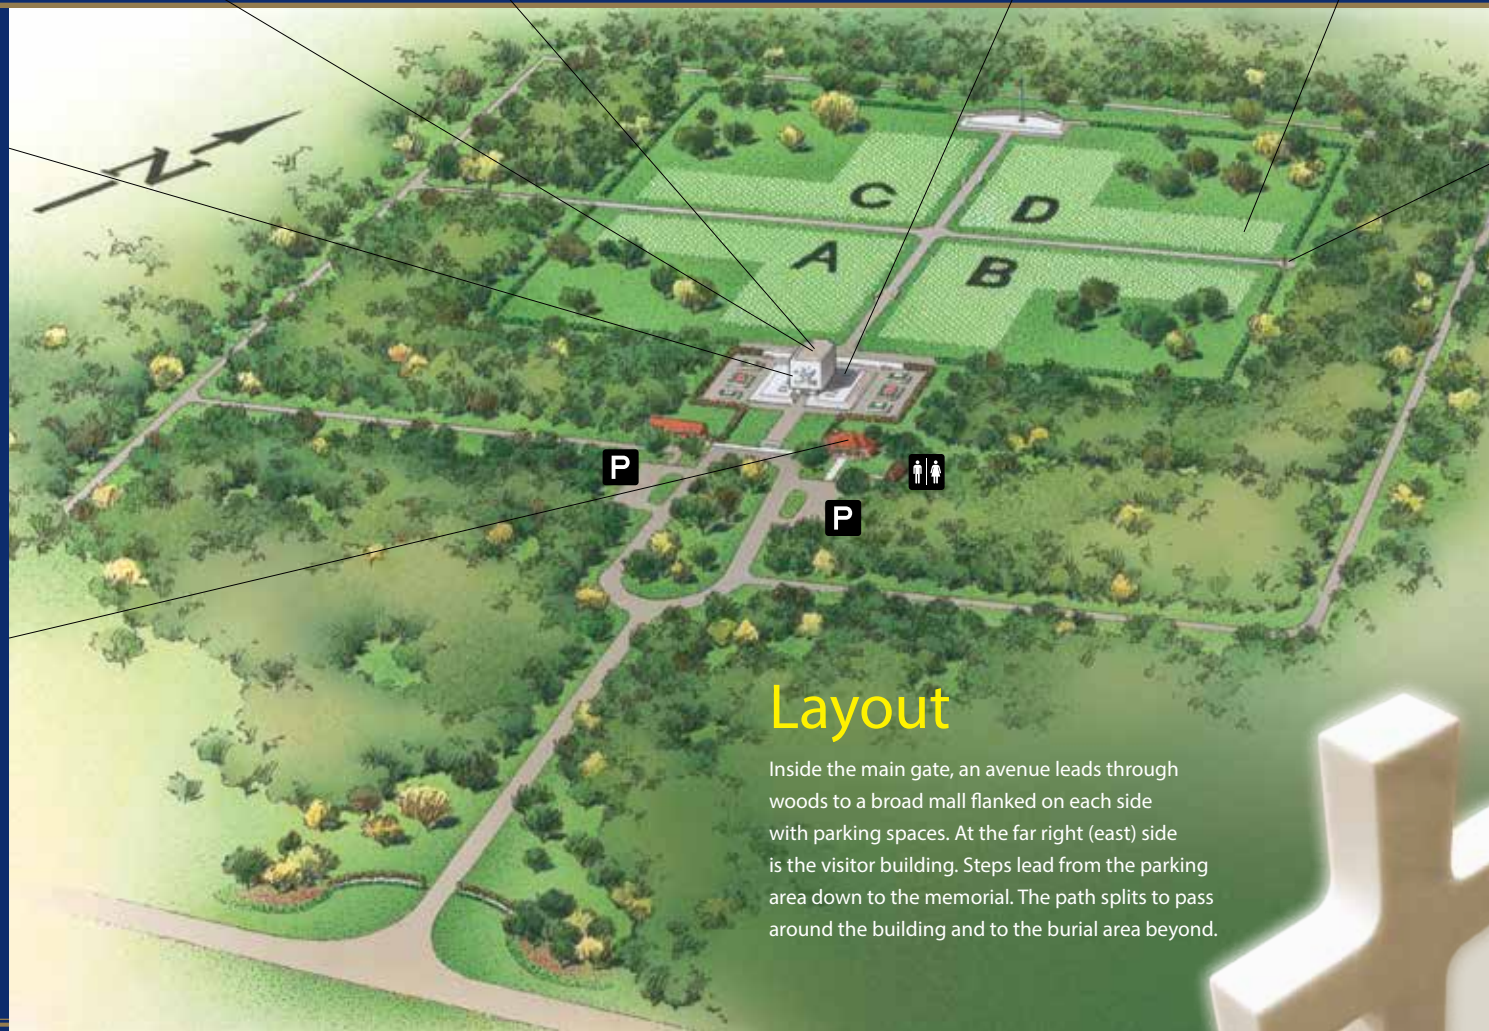 N
C
D
A
B
P
P
Layout
Inside the main gate, an avenue leads through
woods to a broad mall flanked on each side
with parking spaces. At the far right (east) side
is the visitor building. Steps lead from the parking
area down to the memorial. The path splits to pass
around the building and to the burial area beyond.